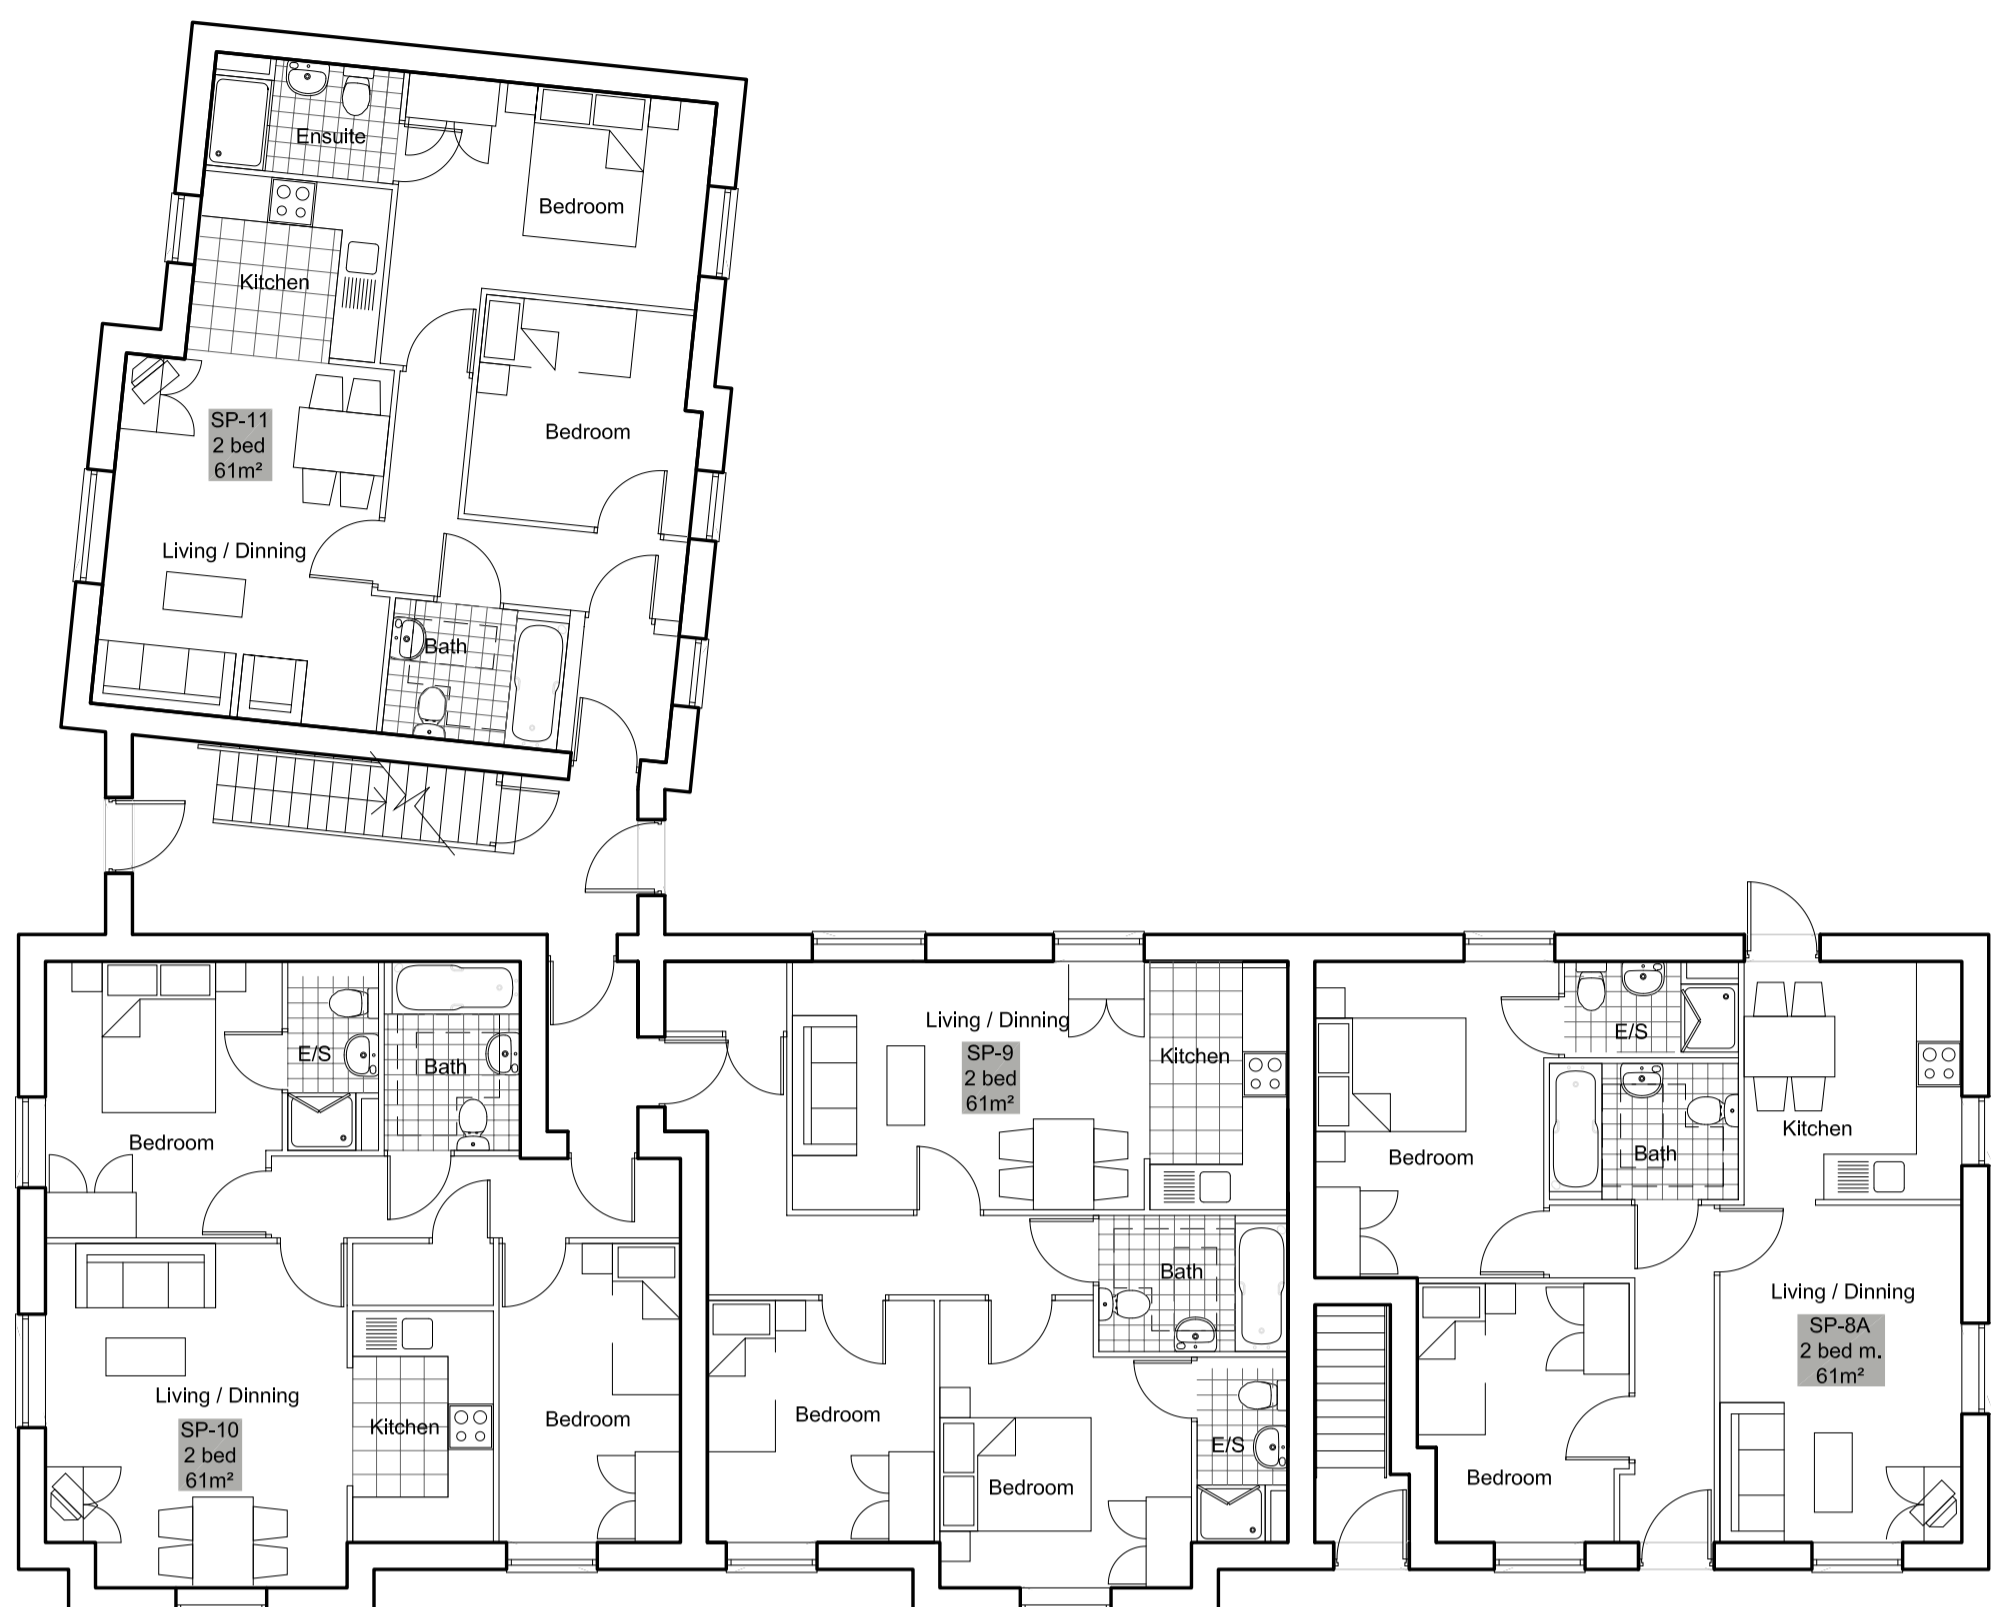 Ensuite
Bedroom
Kitchen
Bedroom
SP-11
2 bed
61m²
Living / Dinning
Bath
Living / Dinning
SP-9
2 bed
61m²
Kitchen
E/S
Bath
Bedroom
E/S
Kitchen
Bath
Bedroom
Bath
Living / Dinning
SP-8A
2 bed m.
61m²
Living / Dinning
SP-10
2 bed
61m²
Kitchen
Bedroom
Bedroom
E/S
Bedroom
Bedroom